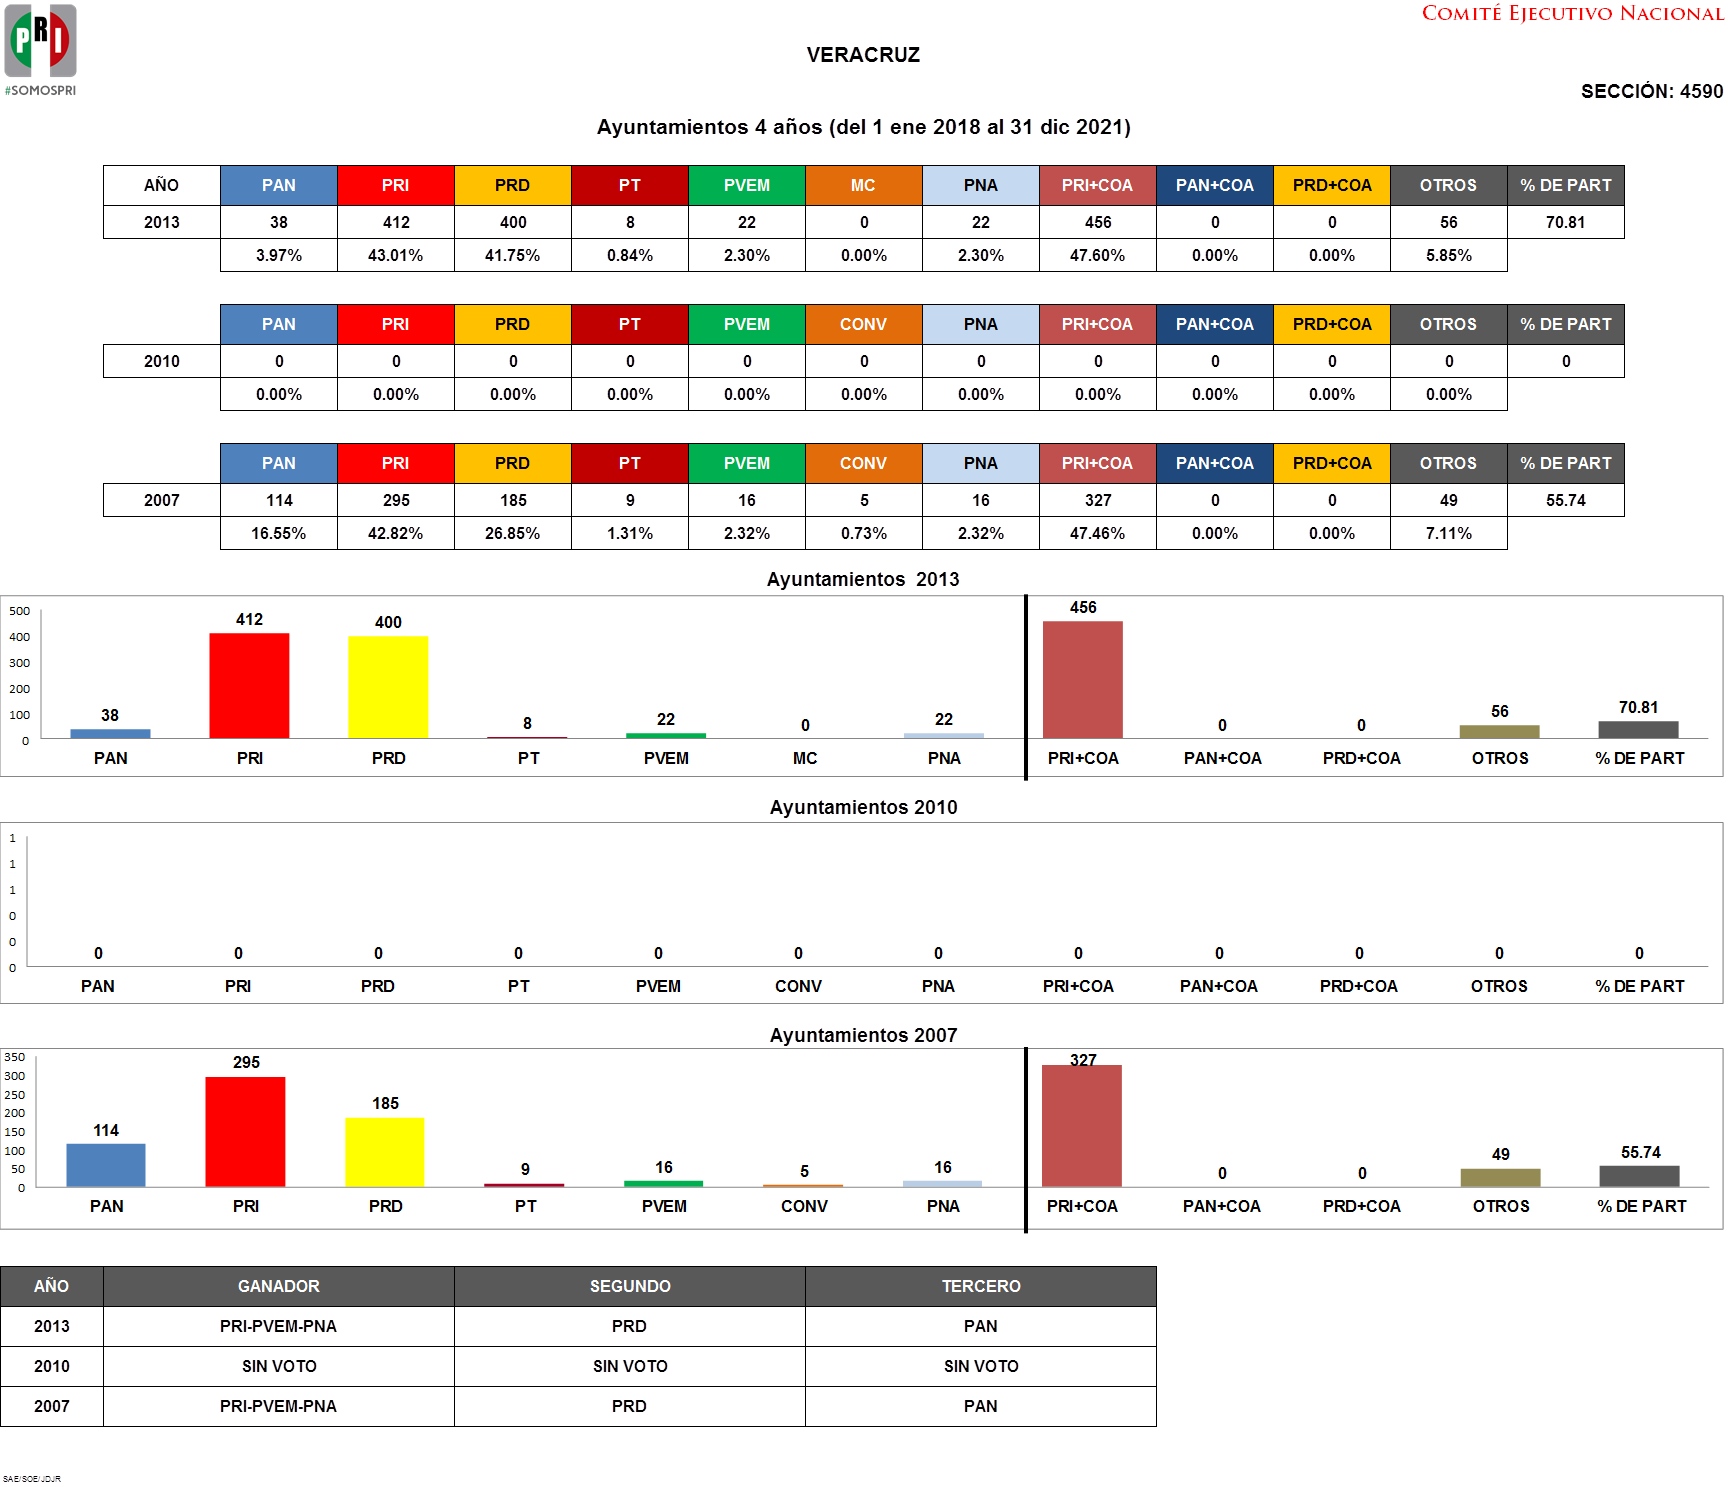 PRI
#SOMOSPRI
COMITÉ EJECUTIVO NACIONAL
VERACRUZ
SECCIÓN: 4590
Ayuntamientos 4 años (del 1 ene 2018 al 31 dic 2021)
AÑO PAN PRI PRD PT PVEM MC PNA PRI+COA PAN+COA PRD+COA OTROS % DE PART
2013 38 412 400 8 22 0 22 456 0 0 56 70.81
3.97% 43.01% 41.75% 0.84% 2.30% 0.00% 2.30% 47.60% 0.00% 0.00% 5.85%
PAN PRI PRD PT PVEM CONV PNA PRI+COA PAN+COA PRD+COA OTROS % DE PART
2010 0 0 0 0 0 0 0 0 0 0 0 0
0.00% 0.00% 0.00% 0.00% 0.00% 0.00% 0.00% 0.00% 0.00% 0.00% 0.00%
PAN PRI PRD PT PVEM CONV PNA PRI+COA PAN+COA PRD+COA OTROS % DE PART
2007 114 295 185 9 16 5 16 327 0 0 49 55.74
16.55% 42.82% 26.85% 1.31% 2.32% 0.73% 2.32% 47.46% 0.00% 0.00% 7.11%
Ayuntamientos 2013
500
400
300
200
100
0
38 412 400 8 22 0 22 456 0 0 56 70.81
PAN PRI PRD PT PVEM MC PNA PRI+COA PAN+COA PRD+COA OTROS % DE PART
Ayuntamientos 2010
1
1
1
0
0
0
0 0 0 0 0 0 0 0 0 0 0 0
PAN PRI PRD PT PVEM CONV PNA PRI+COA PAN+COA PRD+COA OTROS % DE PART
Ayuntamientos 2007
350
300
250
200
150
100
50
0
114 295 185 9 16 5 16 327 0 0 49 55.74
PAN PRI PRD PT PVEM CONV PNA PRI+COA PAN+COA PRD+COA OTROS % DE PART
AÑO GANADOR SEGUNDO TERCERO
2013 PRI-PVEM-PNA PRD PAN
2010 SIN VOTO SIN VOTO SIN VOTO
2007 PRI-PVEM-PNA PRD PAN
SAE/SOE/JDJR